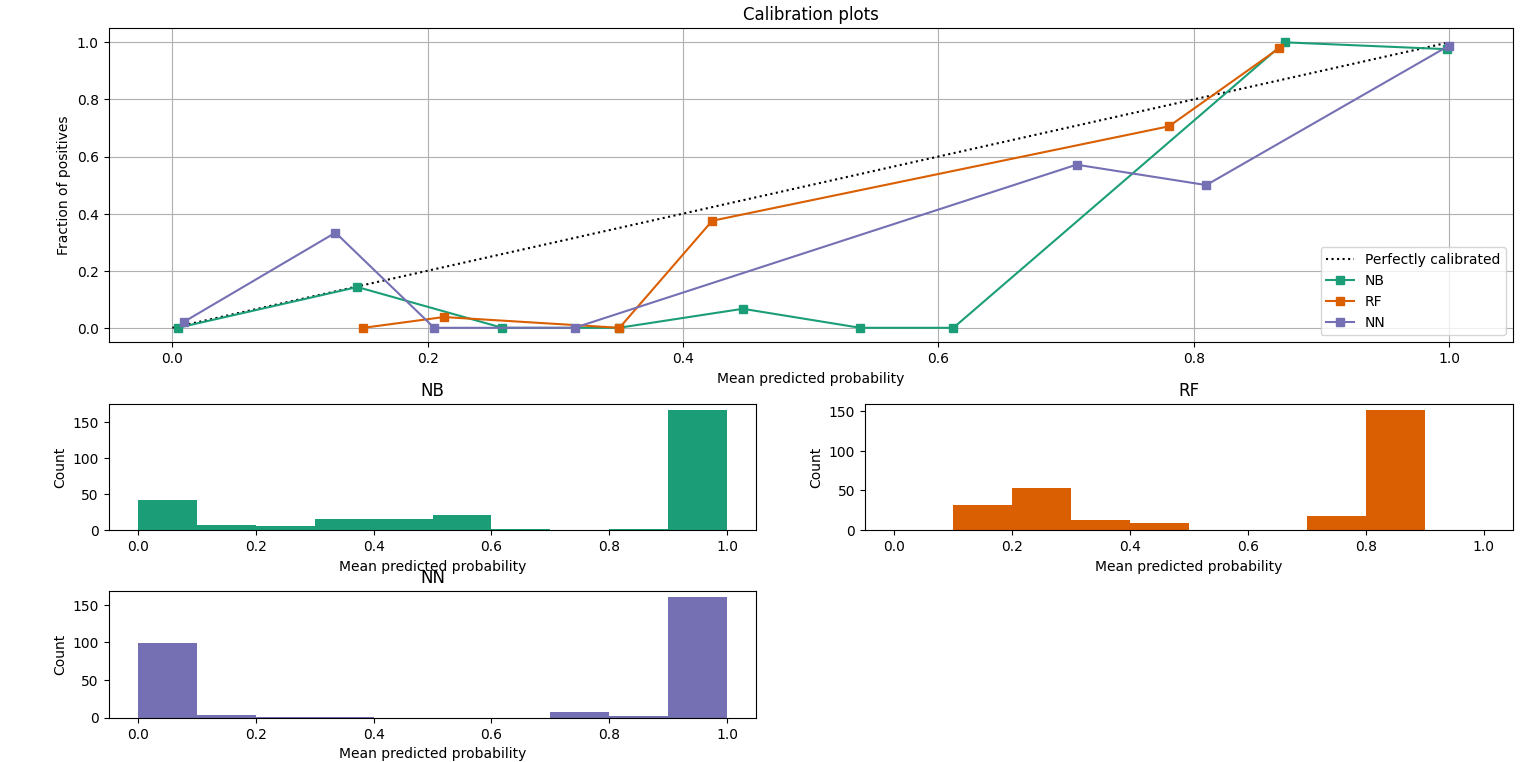 Calibration plots
1.0
0.8
0.6
0.4
0.2
0.0
Fraction of positives
0.0 0.2 0.4 0.6 0.8 1.0
Mean predicted probability
Perfectly calibrated
NB
RF
NN
NB
150
100
50
0
Count
0.0 0.2 0.4 0.6 0.8 1.0
Mean predicted probability
RF
150
100
50
0
Count
0.0 0.2 0.4 0.6 0.8 1.0
Mean predicted probability
NN
150
100
50
0
Count
0.0 0.2 0.4 0.6 0.8 1.0
Mean predicted probability